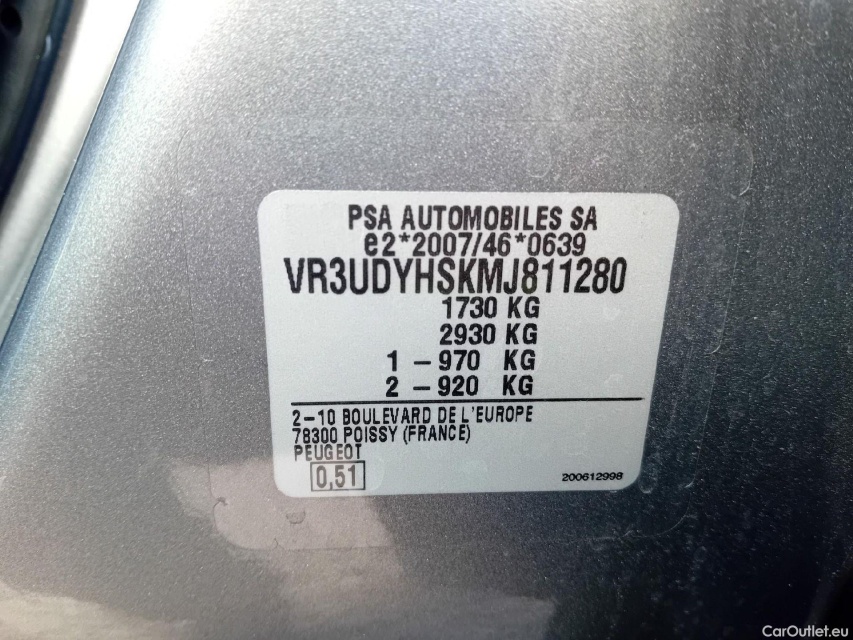 PSA AUTOMOBILES SA
e2*2007/46*0639
VR3UDYHSKMJ811280
1730 KG
2930 KG
1 – 970 KG
2 – 920 KG
2–10 BOULEVARD DE L'EUROPE
78300 POISSY (FRANCE)
PEUGEOT
0,51
200612998
CarOutlet.eu